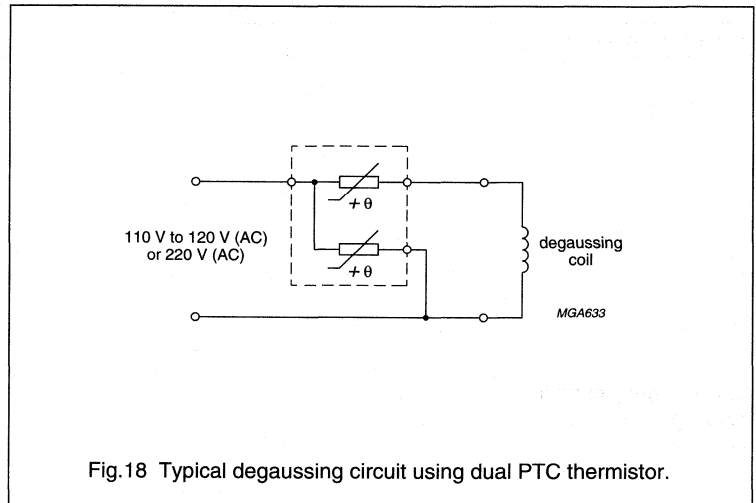 + θ
110 V to 120 V (AC)
or 220 V (AC)
+ θ
degaussing
coil
MGA633
Fig.18 Typical degaussing circuit using dual PTC thermistor.